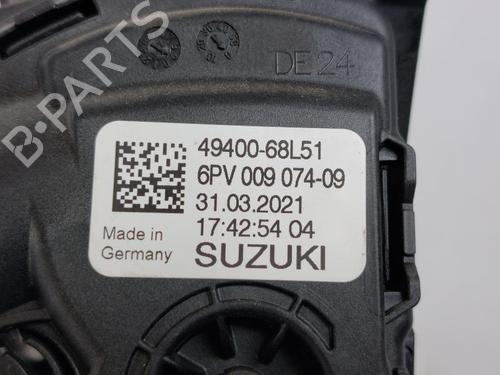 DE 24
49400-68L51
6PV 009 074-09
31.03.2021
17:42:54 04
Made in
Germany
SUZUKI
B-PARTS